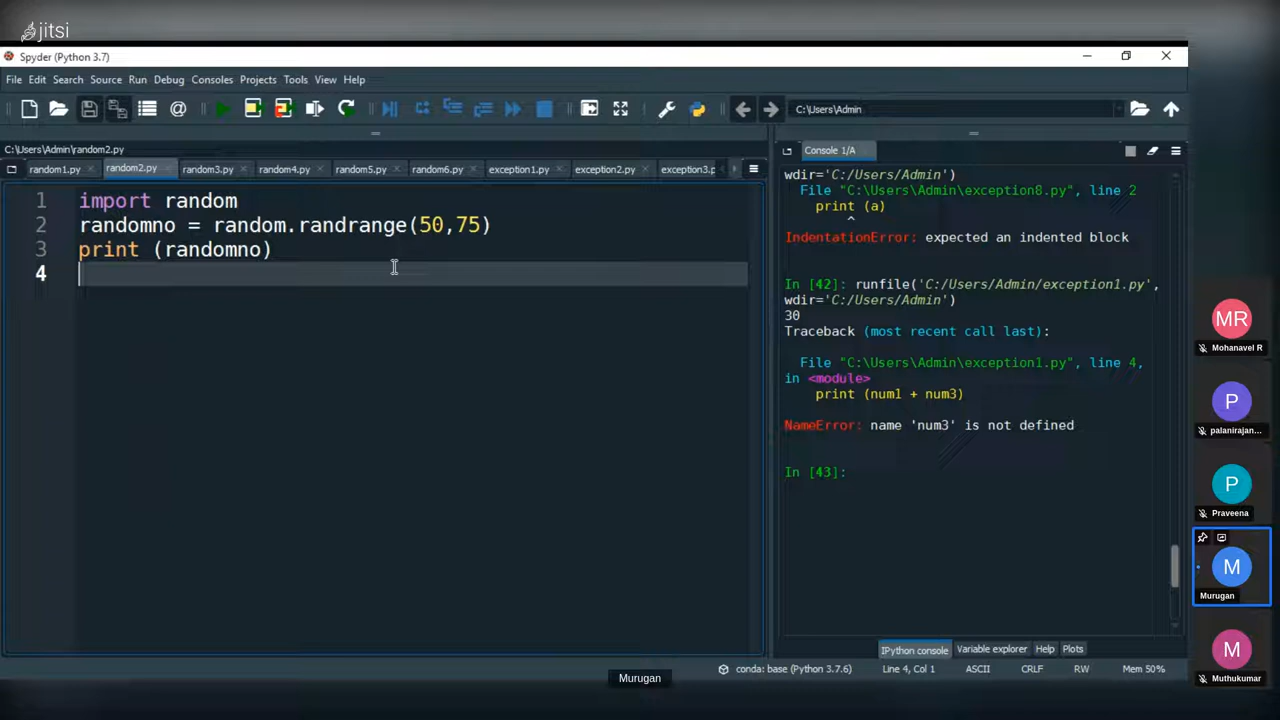 jitsi
Spyder (Python 3.7)
File Edit Search Source Run Debug Consoles Projects Tools View Help
C:\Users\Admin
C:\Users\Admin\random2.py
random1.py random2.py random3.py random4.py random5.py random6.py exception1.py exception2.py exception3.p
1 import random
2 randomno = random.randrange(50,75)
3 print (randomno)
4
Console 1/A
wdir='C:/Users/Admin')
File "C:\Users\Admin\exception8.py", line 2
print (a)
^
IndentationError: expected an indented block
In [42]: runfile('C:/Users/Admin/exception1.py',
wdir='C:/Users/Admin')
30
Traceback (most recent call last):
File "C:\Users\Admin\exception1.py", line 4,
in <module>
print (num1 + num3)
NameError: name 'num3' is not defined
In [43]:
IPython console Variable explorer Help Plots
conda: base (Python 3.7.6) Line 4, Col 1 ASCII CRLF RW Mem 50%
Murugan
MR
Mohanavel R
P
palanirajan...
P
Praveena
M
Murugan
M
Muthukumar